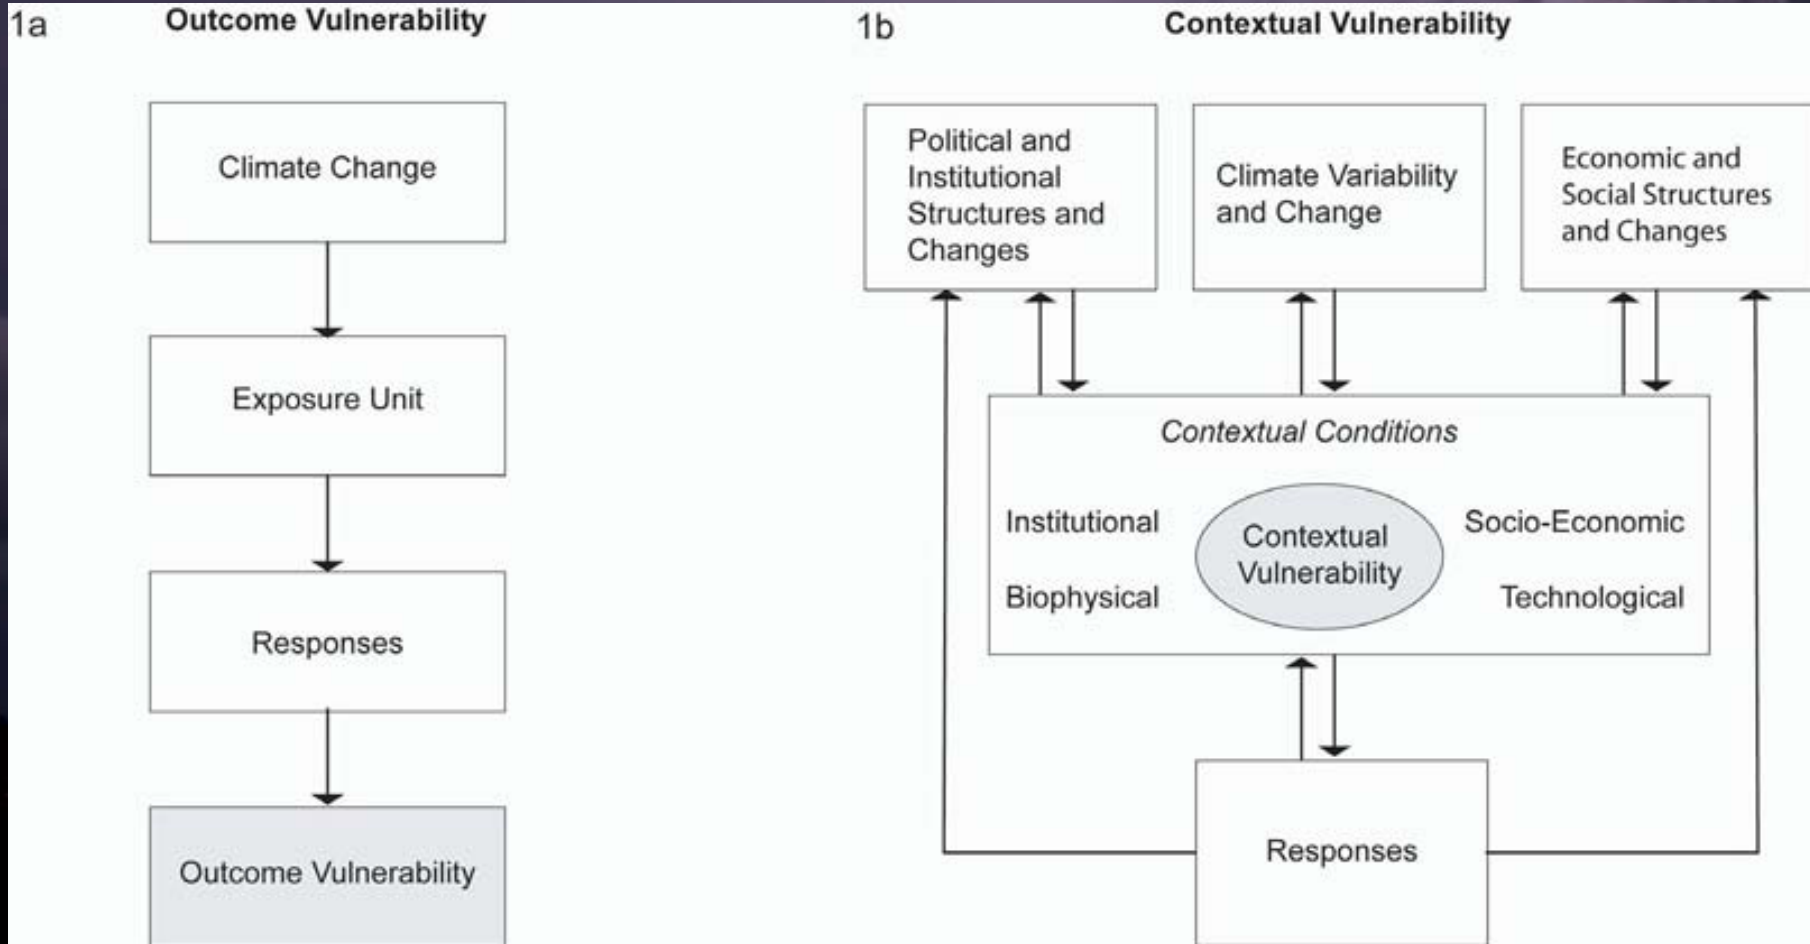 1a
Outcome Vulnerability
Climate Change
Exposure Unit
Responses
Outcome Vulnerability
1b
Contextual Vulnerability
Political and
Institutional
Structures and
Changes
Climate Variability
and Change
Economic and
Social Structures
and Changes
Contextual Conditions
Institutional
Biophysical
Contextual
Vulnerability
Socio-Economic
Technological
Responses